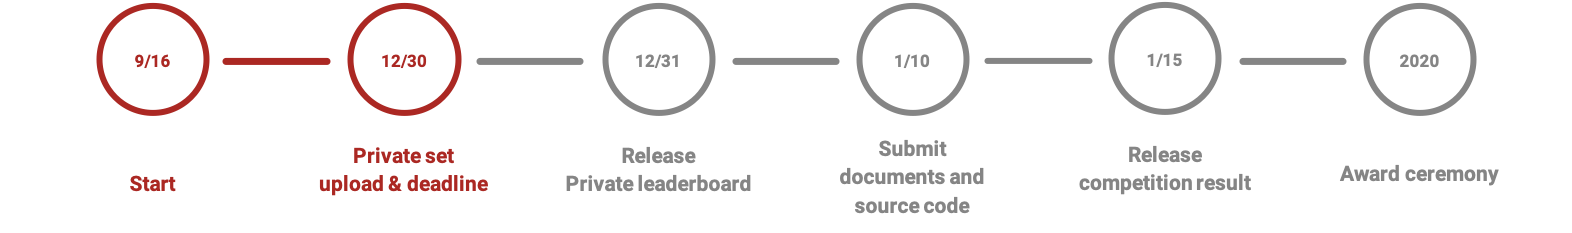 9/16
12/30
12/31
1/10
1/15
2020
Start
Private set
upload & deadline
Release
Private leaderboard
Submit
documents and
source code
Release
competition result
Award ceremony